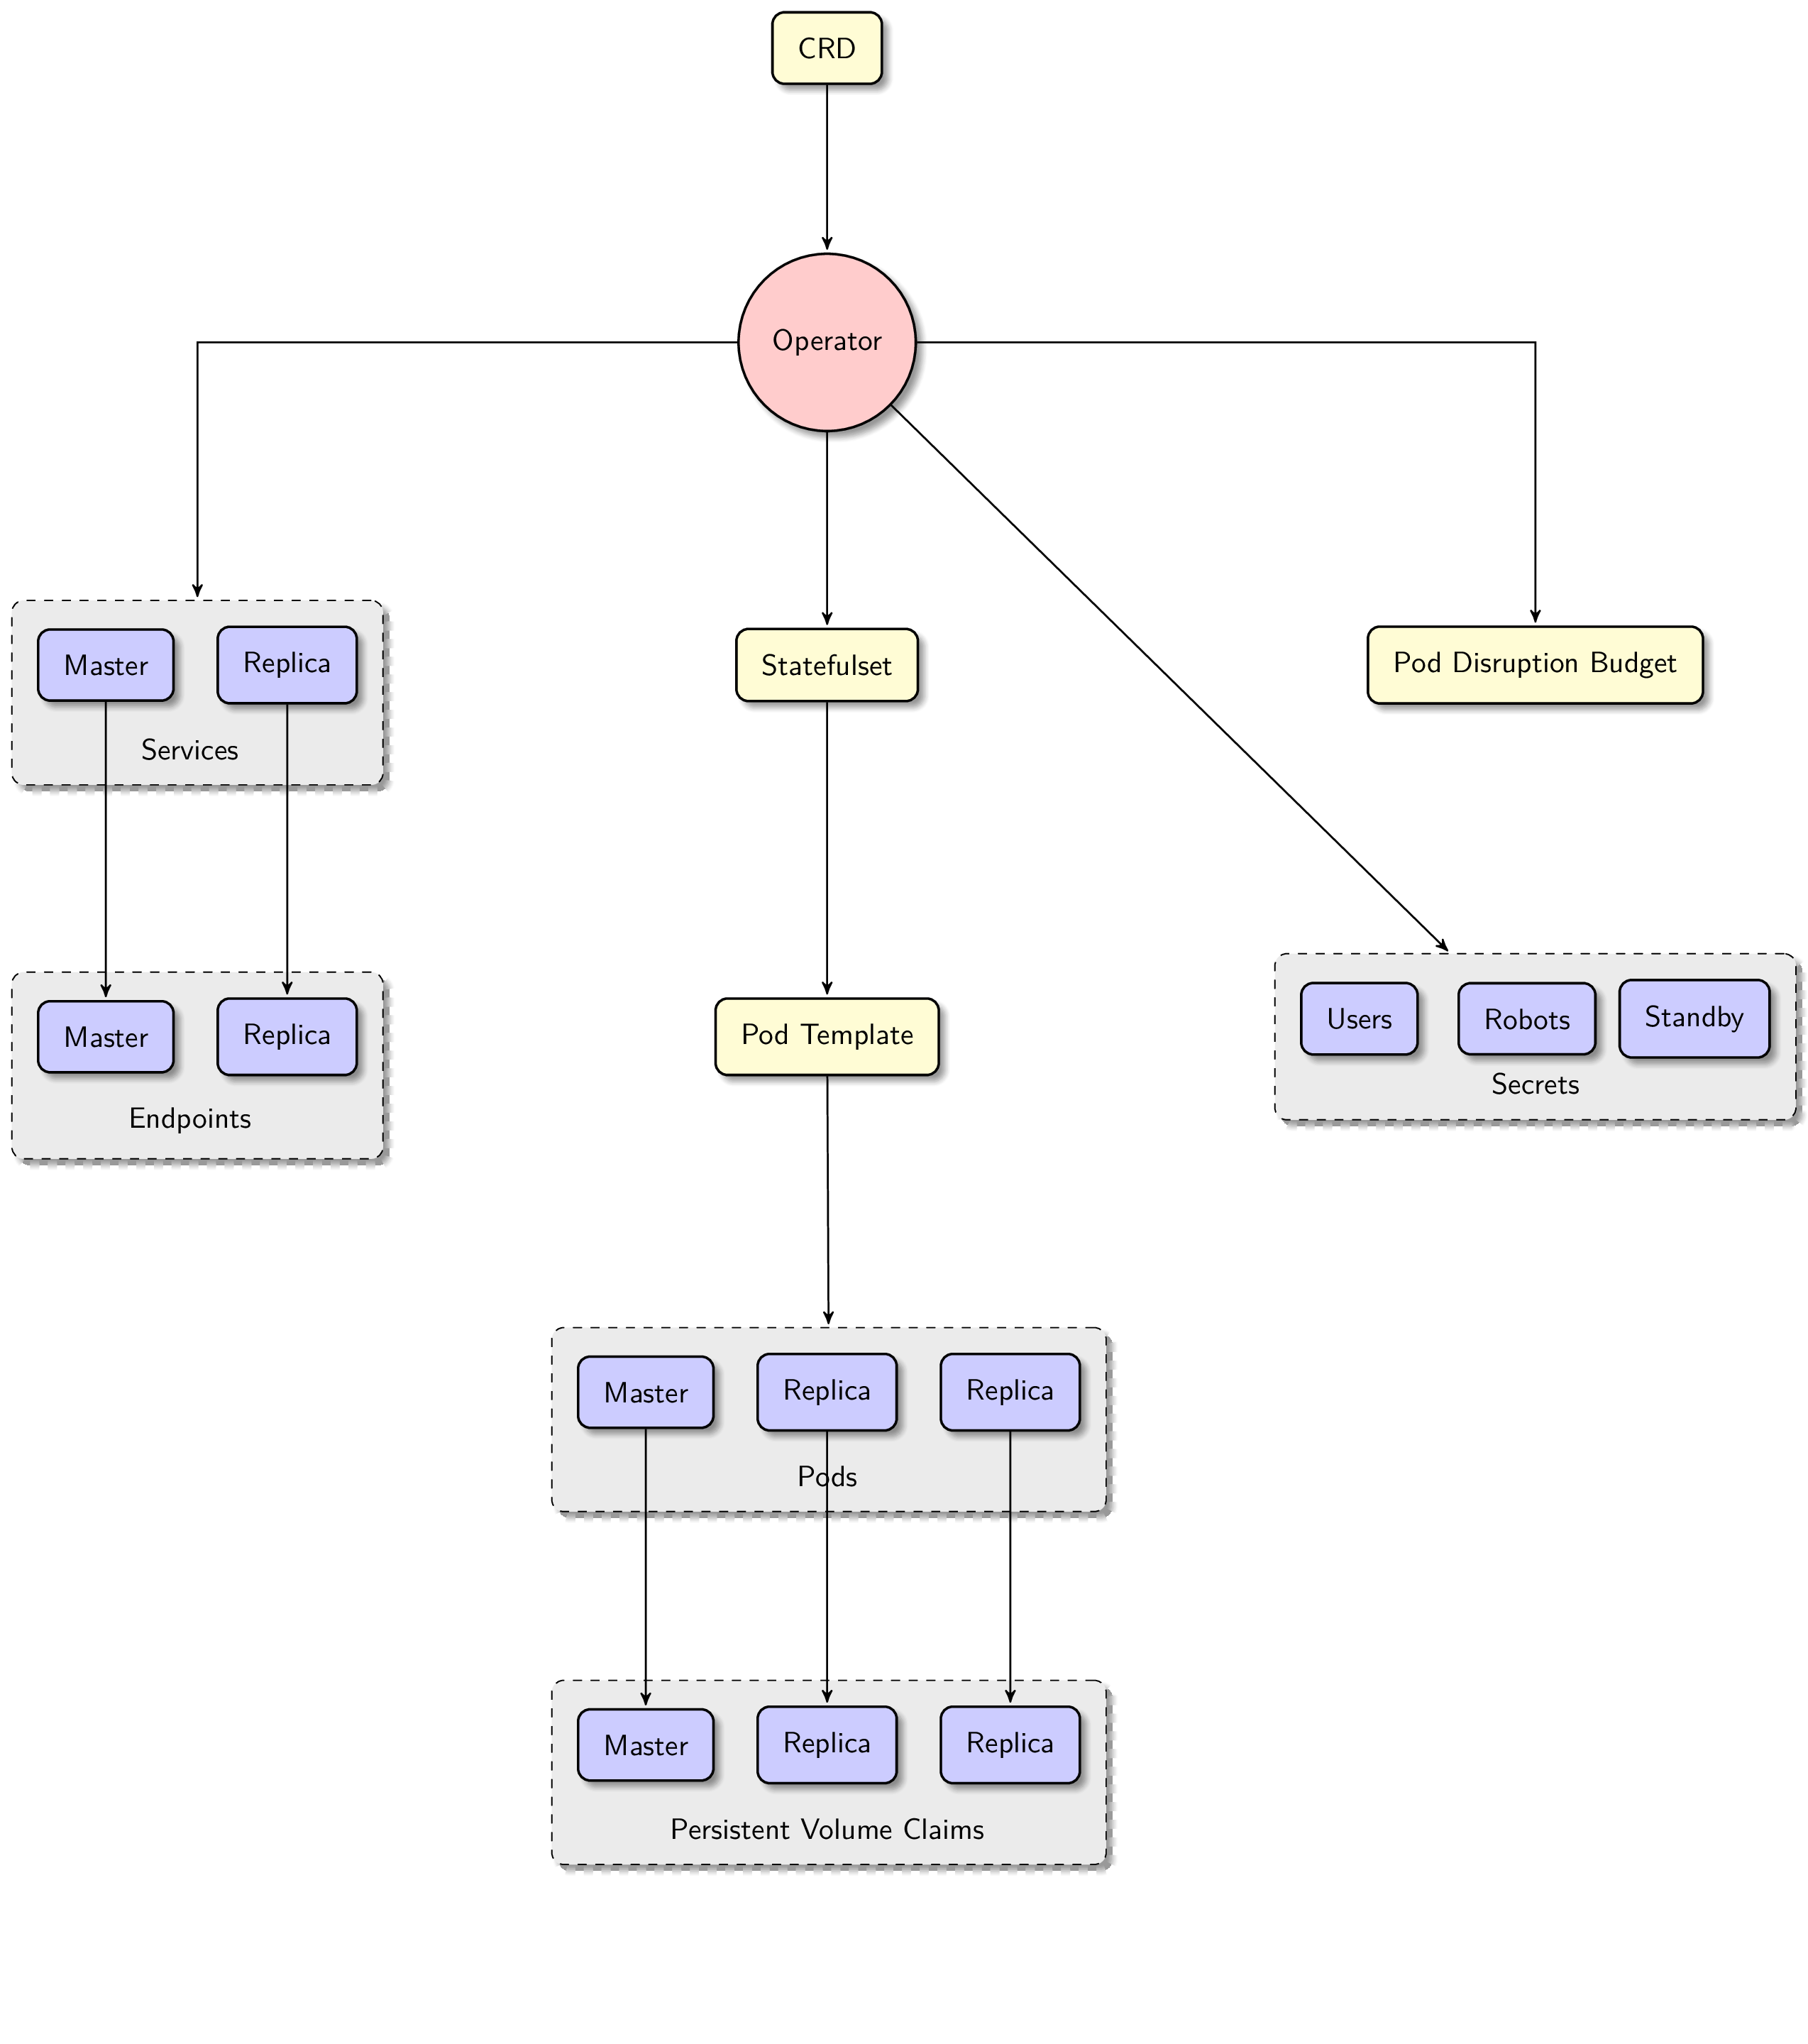 CRD
Operator
Master
Replica
Services
Statefulset
Pod Disruption Budget
Master
Replica
Endpoints
Pod Template
Users
Robots
Standby
Secrets
Master
Replica
Replica
Pods
Master
Replica
Replica
Persistent Volume Claims